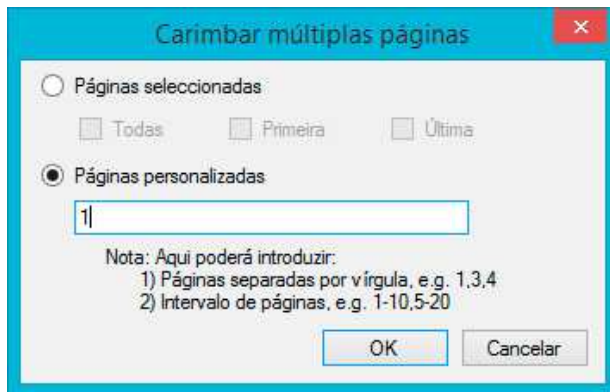 Carimbar múltiplas páginas
Páginas seleccionadas
Todas Primeira Última
Páginas personalizadas
1
Nota: Aqui poderá introduzir:
1) Páginas separadas por vírgula, e.g. 1,3,4
2) Intervalo de páginas, e.g. 1-10,5-20
OK Cancelar